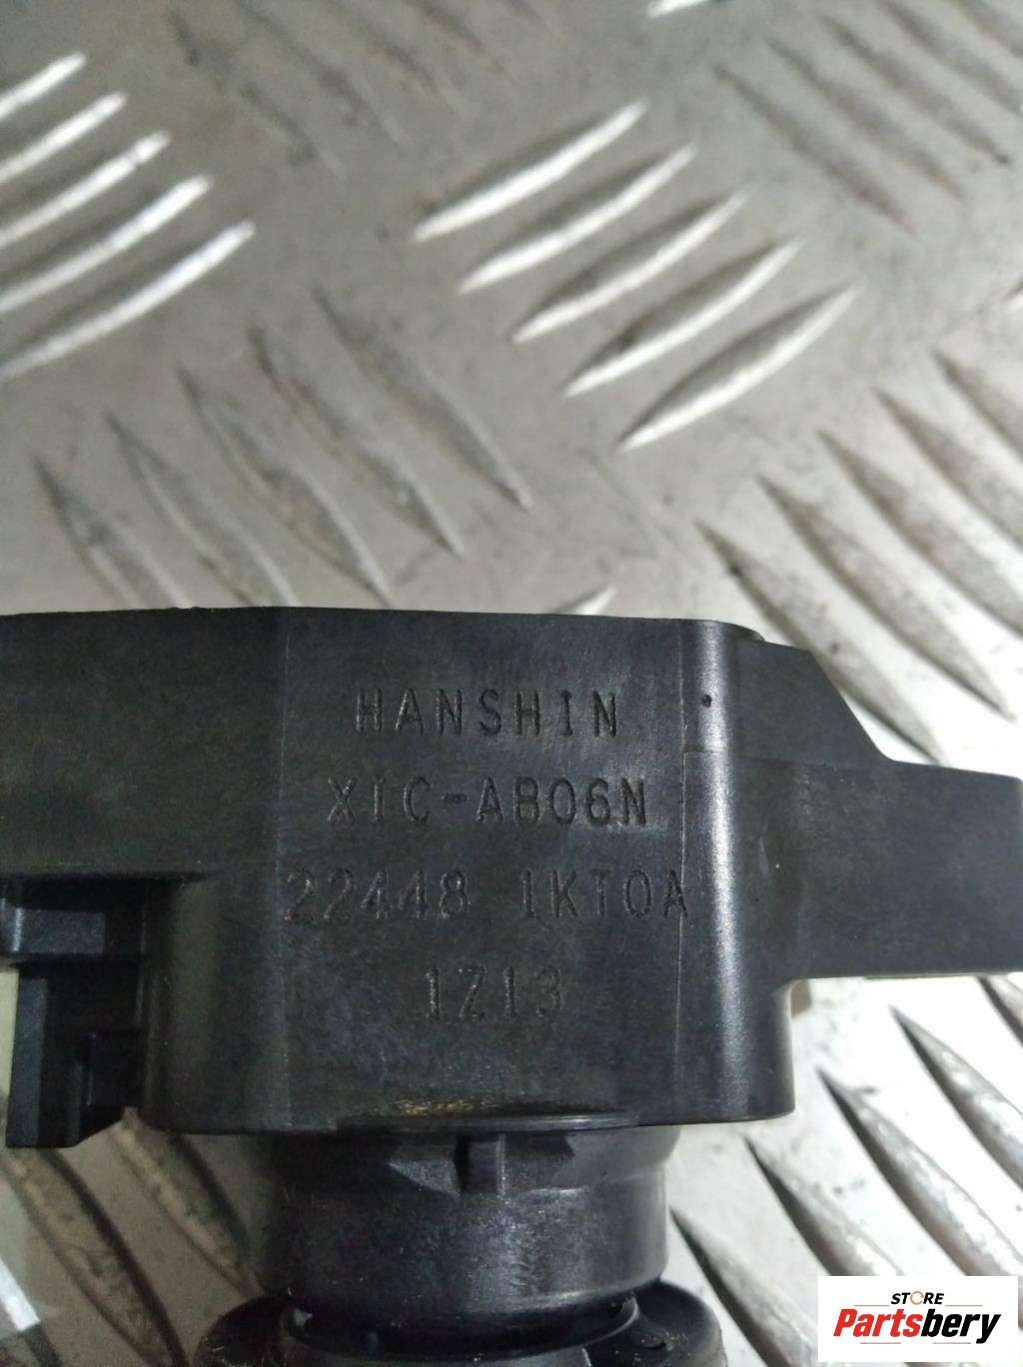 HANSHIN
XIC-AB06N
22448 1KT0A
1Z13
STORE
Partsbery